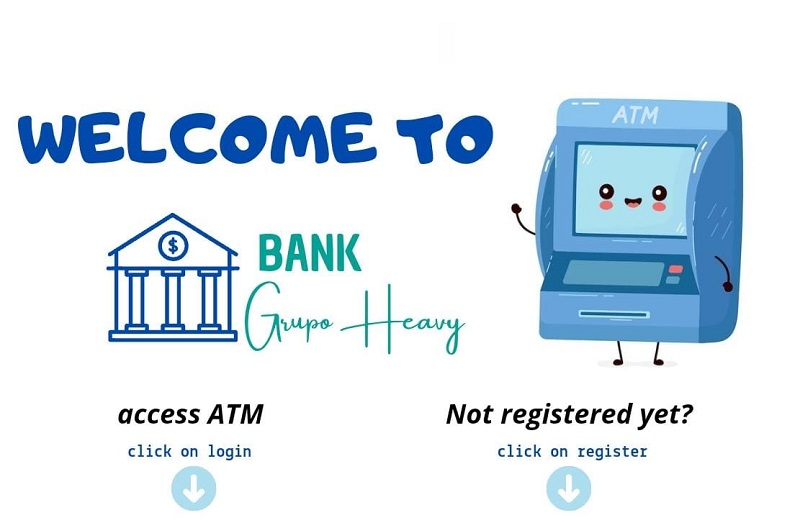 WELCOME TO
ATM
$
BANK
Grupo Heavy
access ATM
Not registered yet?
click on login
click on register